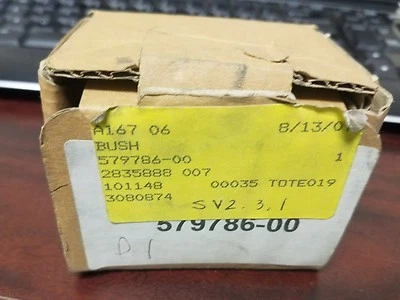 A167 06 8/13/0
BUSH
579786-00 1
2835888 007
101148 00035 TOTE019
3080874
SV2.3.1
579786-00
D.1